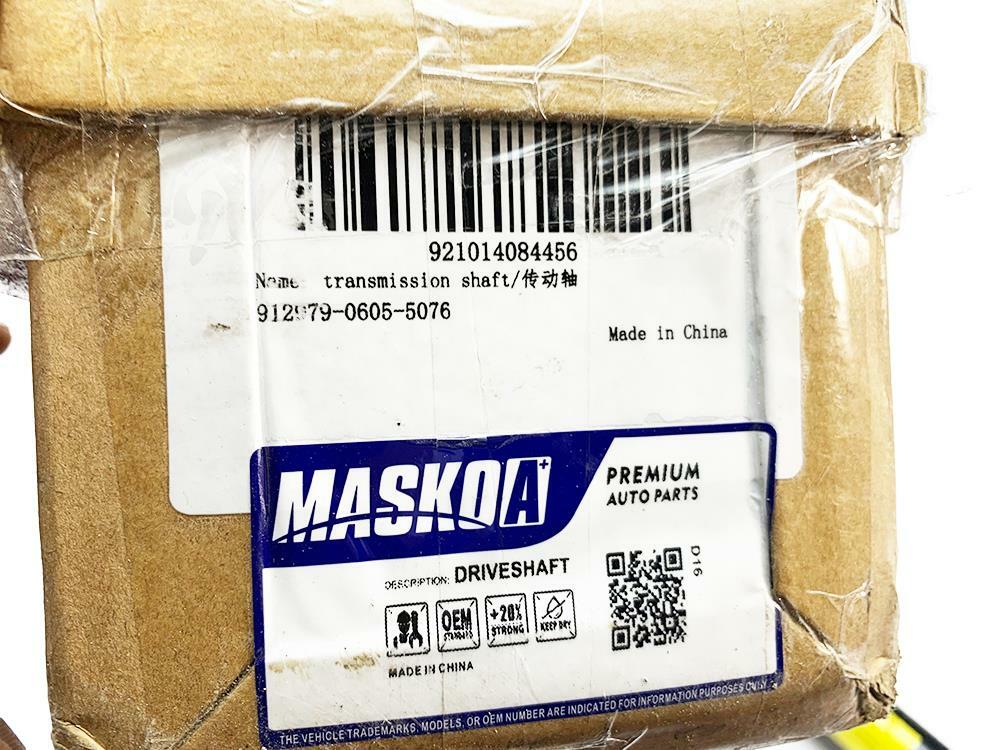 921014084456
Name: transmission shaft/传动轴
-0605-5076
Made in China
MASKO A+
PREMIUM
AUTO PARTS
DESCRIPTION: DRIVESHAFT
D16
OEM
STANDARD
+20%
STRONG
KEEP DRY
MADE IN CHINA
THE VEHICLE TRADEMARKS, MODELS, OR OEM NUMBER ARE INDICATED FOR INFORMATION PURPOSES ONLY.